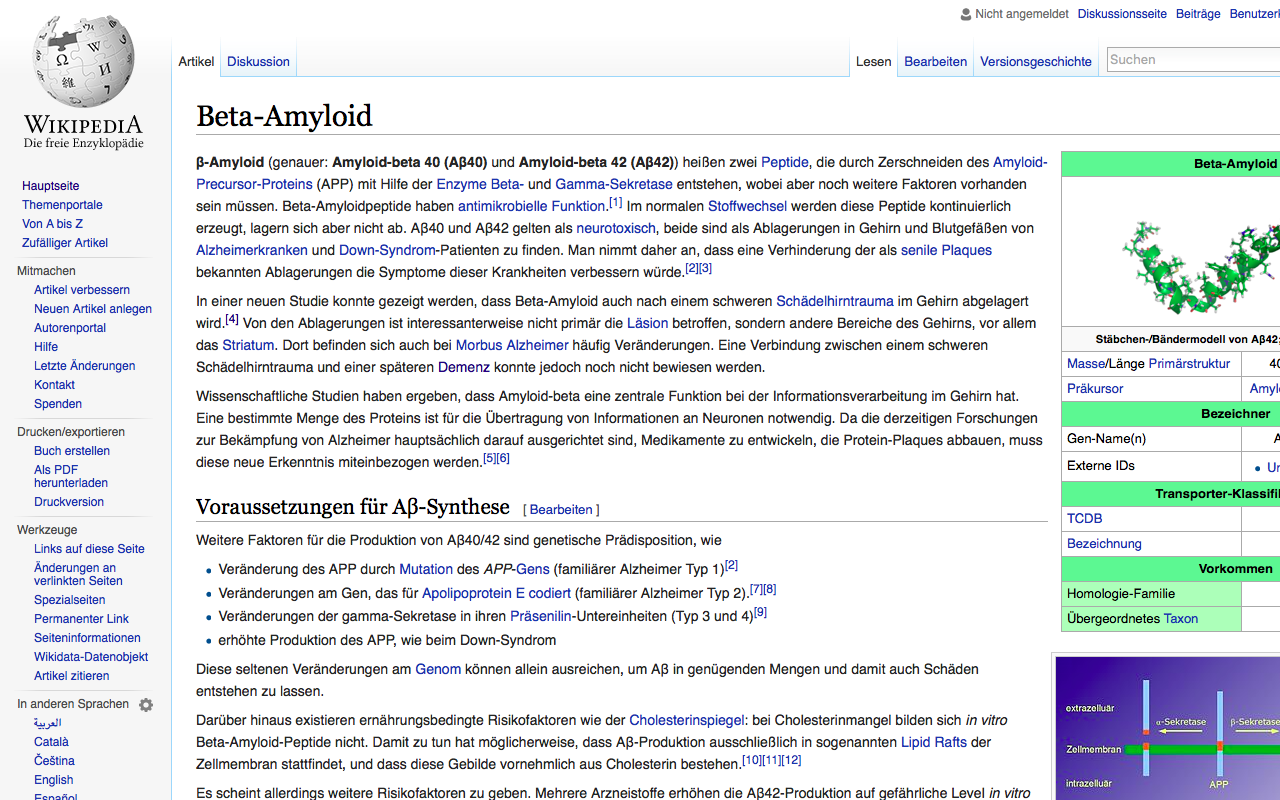 Nicht angemeldet Diskussionsseite Beiträge
Artikel Diskussion Lesen Bearbeiten Versionsgeschichte Suchen
WIKIPEDIA
Die freie Enzyklopädie
Hauptseite
Themenportale
Von A bis Z
Zufälliger Artikel
Mitmachen
Artikel verbessern
Neuen Artikel anlegen
Autorenportal
Hilfe
Letzte Änderungen
Kontakt
Spenden
Drucken/exportieren
Buch erstellen
Als PDF
herunterladen
Druckversion
Werkzeuge
Links auf diese Seite
Änderungen an
verlinkten Seiten
Spezialseiten
Permanenter Link
Seiteninformationen
Wikidata-Datenobjekt
Artikel zitieren
In anderen Sprachen
العربية
Català
Čeština
English
Español
Beta-Amyloid
β-Amyloid (genauer: Amyloid-beta 40 (Aβ40) und Amyloid-beta 42 (Aβ42)) heißen zwei Peptide, die durch Zerschneiden des Amyloid-
Precursor-Proteins (APP) mit Hilfe der Enzyme Beta- und Gamma-Sekretase entstehen, wobei aber noch weitere Faktoren vorhanden
sein müssen. Beta-Amyloidpeptide haben antimikrobielle Funktion.[1] Im normalen Stoffwechsel werden diese Peptide kontinuierlich
erzeugt, lagern sich aber nicht ab. Aβ40 und Aβ42 gelten als neurotoxisch, beide sind als Ablagerungen in Gehirn und Blutgefäßen von
Alzheimerkranken und Down-Syndrom-Patienten zu finden. Man nimmt daher an, dass eine Verhinderung der als senile Plaques
bekannten Ablagerungen die Symptome dieser Krankheiten verbessern würde.[2][3]
In einer neuen Studie konnte gezeigt werden, dass Beta-Amyloid auch nach einem schweren Schädelhirntrauma im Gehirn abgelagert
wird.[4] Von den Ablagerungen ist interessanterweise nicht primär die Läsion betroffen, sondern andere Bereiche des Gehirns, vor allem
das Striatum. Dort befinden sich auch bei Morbus Alzheimer häufig Veränderungen. Eine Verbindung zwischen einem schweren
Schädelhirntrauma und einer späteren Demenz konnte jedoch noch nicht bewiesen werden.
Wissenschaftliche Studien haben ergeben, dass Amyloid-beta eine zentrale Funktion bei der Informationsverarbeitung im Gehirn hat.
Eine bestimmte Menge des Proteins ist für die Übertragung von Informationen an Neuronen notwendig. Da die derzeitigen Forschungen
zur Bekämpfung von Alzheimer hauptsächlich darauf ausgerichtet sind, Medikamente zu entwickeln, die Protein-Plaques abbauen, muss
diese neue Erkenntnis miteinbezogen werden.[5][6]
Voraussetzungen für Aβ-Synthese [ Bearbeiten ]
Weitere Faktoren für die Produktion von Aβ40/42 sind genetische Prädisposition, wie
• Veränderung des APP durch Mutation des APP-Gens (familiärer Alzheimer Typ 1)[2]
• Veränderungen am Gen, das für Apolipoprotein E codiert (familiärer Alzheimer Typ 2).[7][8]
• Veränderungen der gamma-Sekretase in ihren Präsenilin-Untereinheiten (Typ 3 und 4)[9]
• erhöhte Produktion des APP, wie beim Down-Syndrom
Diese seltenen Veränderungen am Genom können allein ausreichen, um Aβ in genügenden Mengen und damit auch Schäden
entstehen zu lassen.
Darüber hinaus existieren ernährungsbedingte Risikofaktoren wie der Cholesterinspiegel: bei Cholesterinmangel bilden sich in vitro
Beta-Amyloid-Peptide nicht. Damit zu tun hat möglicherweise, dass Aβ-Produktion ausschließlich in sogenannten Lipid Rafts der
Zellmembran stattfindet, und dass diese Gebilde vornehmlich aus Cholesterin bestehen.[10][11][12]
Es scheint allerdings weitere Risikofaktoren zu geben. Mehrere Arzneistoffe erhöhen die Aβ42-Produktion auf gefährliche Level in vitro
Beta-Amyloid
Stäbchen-/Bändermodell von Aβ42;
Masse/Länge Primärstruktur 40
Präkursor
Bezeichner
Gen-Name(n) A
Externe IDs
Transporter-Klassifi
TCDB
Bezeichnung
Vorkommen
Homologie-Familie
Übergeordnetes Taxon
extrazelluär
α-Sekretase β-Sekretase
Zellmembran
intrazelluär
APP